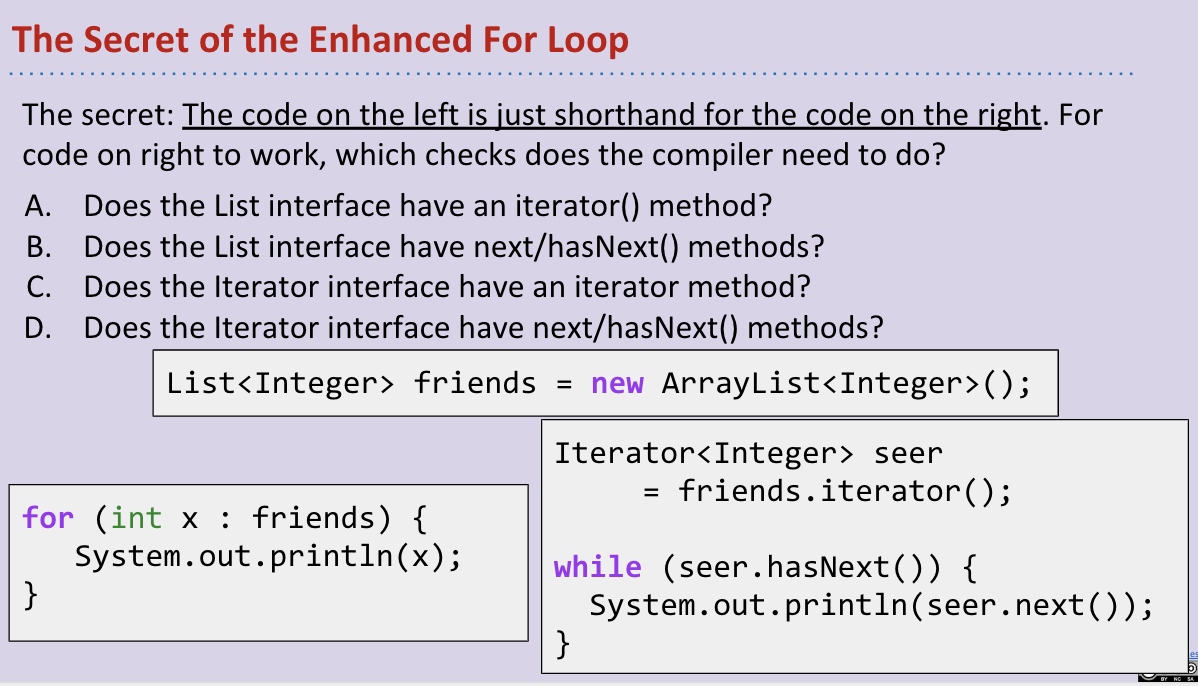 The Secret of the Enhanced For Loop
The secret: The code on the left is just shorthand for the code on the right. For
code on right to work, which checks does the compiler need to do?
A. Does the List interface have an iterator() method?
B. Does the List interface have next/hasNext() methods?
C. Does the Iterator interface have an iterator method?
D. Does the Iterator interface have next/hasNext() methods?
List<Integer> friends = new ArrayList<Integer>();
for (int x : friends) {
   System.out.println(x);
}
Iterator<Integer> seer
     = friends.iterator();
while (seer.hasNext()) {
  System.out.println(seer.next());
}
es
BY NC SA